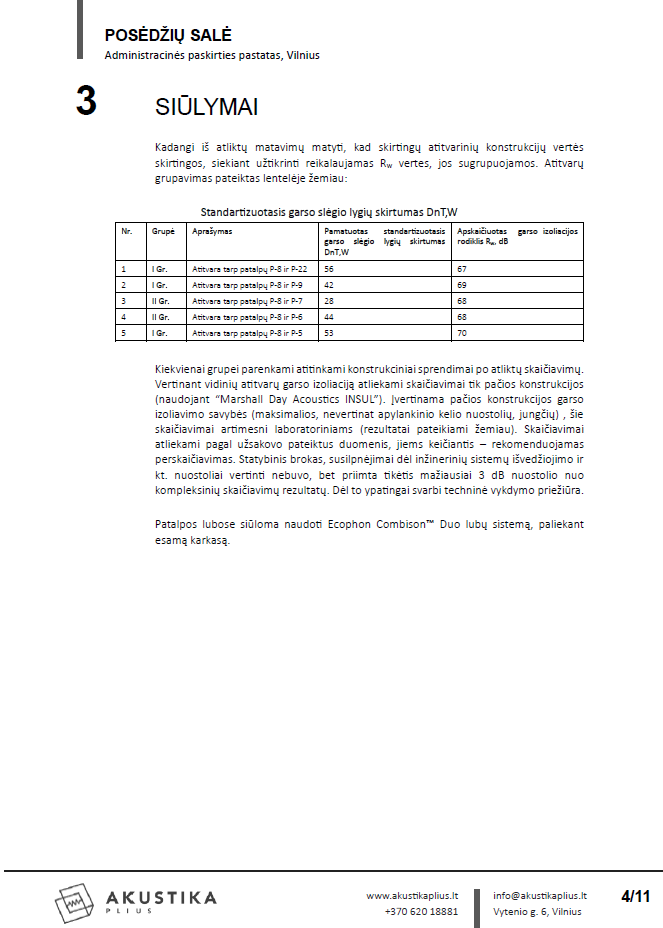 POSĖDŽIŲ SALĖ
Administracinės paskirties pastatas, Vilnius
3 SIŪLYMAI
Kadangi iš atliktų matavimų matyti, kad skirtingų atitvarinių konstrukcijų vertės
skirtingos, siekiant užtikrinti reikalaujamas Rw vertes, jos sugrupuojamos. Atitvarų
grupavimas pateiktas lentelėje žemiau:
Standartizuotasis garso slėgio lygių skirtumas DnT,W
Nr. Grupė Aprašymas Pamatuotas standartizuotasis garso slėgio lygių skirtumas DnT,W Apskaičiuotas garso izoliacijos rodiklis Rw, dB
1 I Gr. Atitvara tarp patalpų P-8 ir P-22 56 67
2 I Gr. Atitvara tarp patalpų P-8 ir P-9 42 69
3 II Gr. Atitvara tarp patalpų P-8 ir P-7 28 68
4 II Gr. Atitvara tarp patalpų P-8 ir P-6 44 68
5 I Gr. Atitvara tarp patalpų P-8 ir P-5 53 70
Kiekvienai grupei parenkami atitinkami konstrukciniai sprendimai po atliktų skaičiavimų.
Vertinant vidinių atitvarų garso izoliaciją atliekami skaičiavimai tik pačios konstrukcijos
(naudojant “Marshall Day Acoustics INSUL”). Įvertinama pačios konstrukcijos garso
izoliavimo savybės (maksimalios, nevertinat apylankinio kelio nuostolių, jungčių) , šie
skaičiavimai artimesni laboratoriniams (rezultatai pateikiami žemiau). Skaičiavimai
atliekami pagal užsakovo pateiktus duomenis, jiems keičiantis – rekomenduojamas
perskaičiavimas. Statybinis brokas, susilpnėjimai dėl inžinerinių sistemų išvedžiojimo ir
kt. nuostoliai vertinti nebuvo, bet priimta tikėtis mažiausiai 3 dB nuostolio nuo
kompleksinių skaičiavimų rezultatų. Dėl to ypatingai svarbi techninė vykdymo priežiūra.
Patalpos lubose siūloma naudoti Ecophon Combison™ Duo lubų sistemą, paliekant
esamą karkasą.
AKUSTIKA
PLIUS
www.akustikaplius.lt
+370 620 18881
info@akustikaplius.lt
Vytenio g. 6, Vilnius
4/11